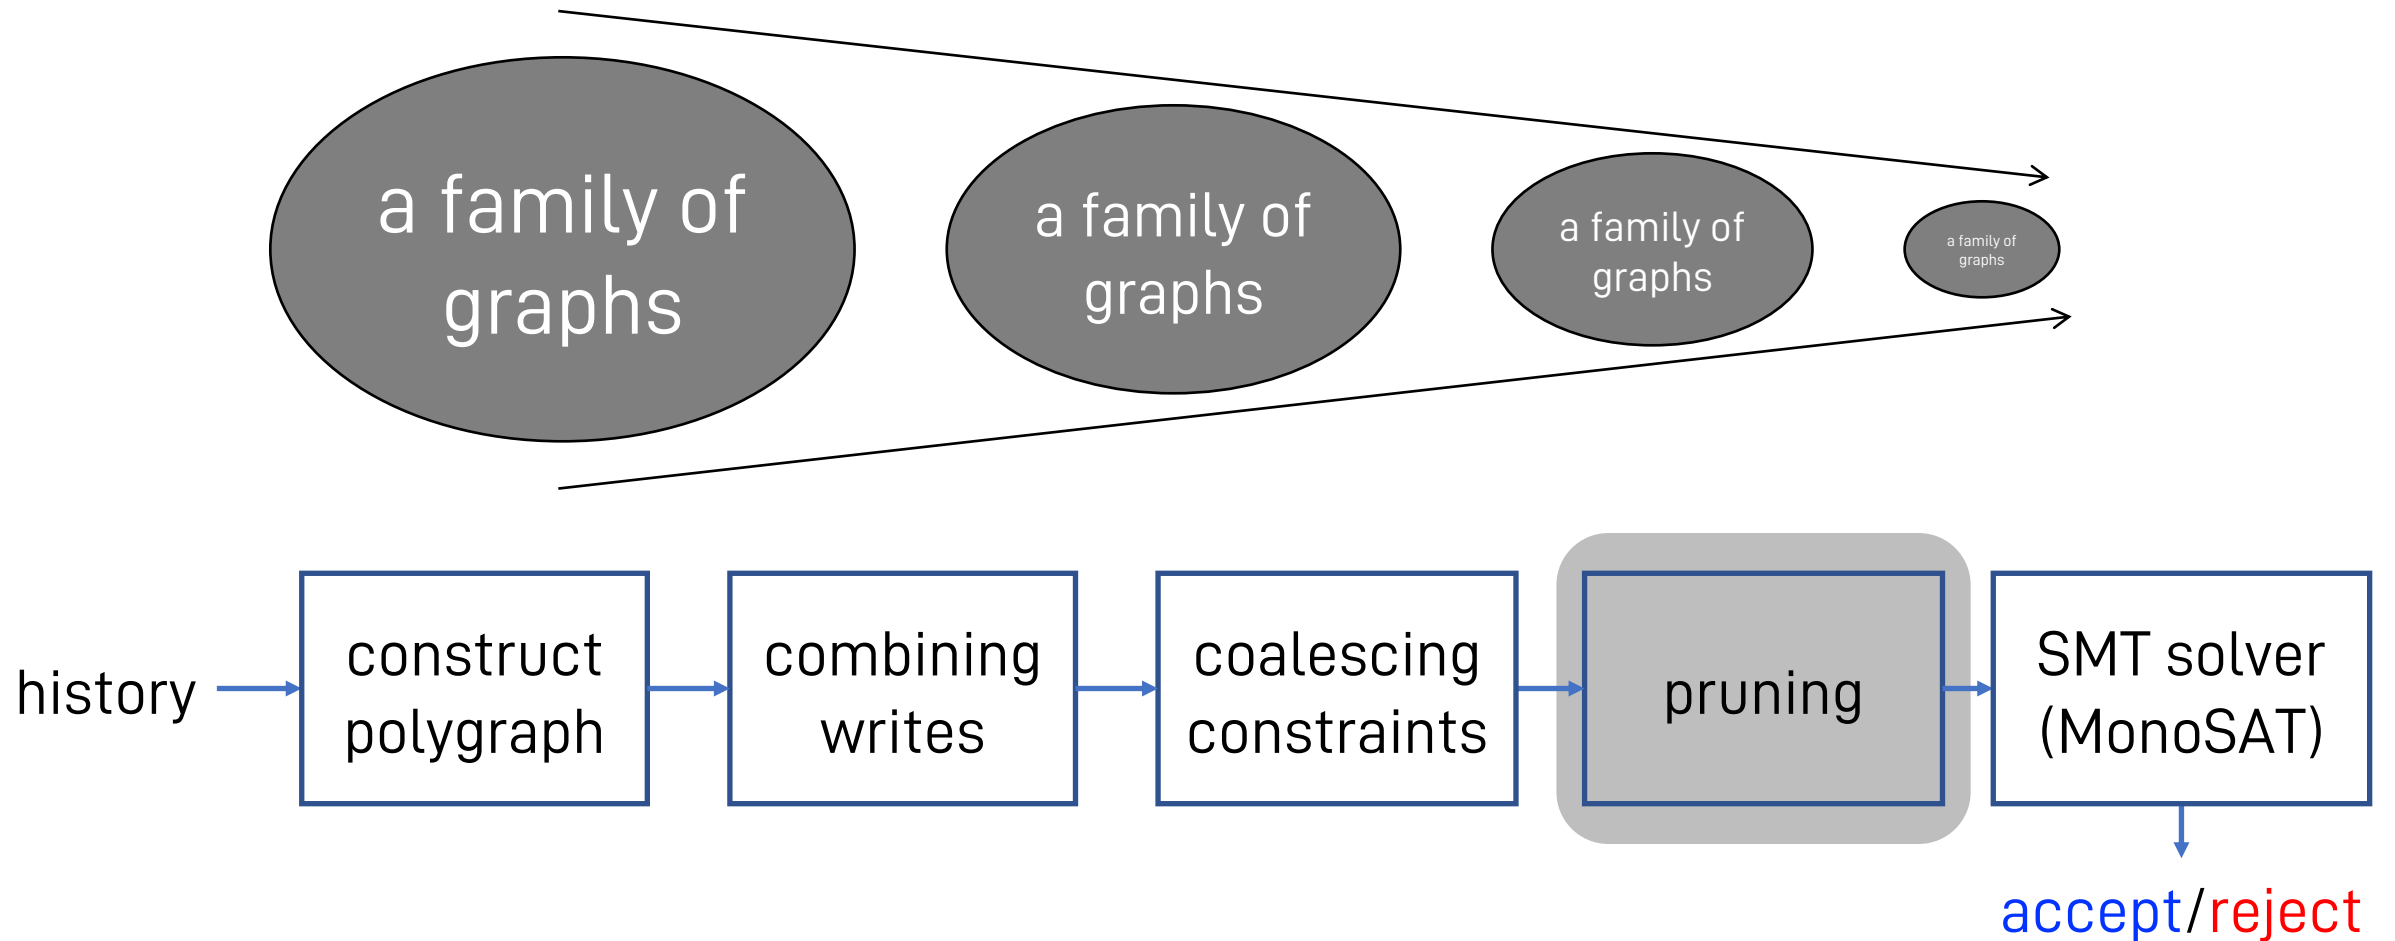 a family of
graphs
a family of
graphs
a family of
graphs
a family of
graphs
history
construct
polygraph
combining
writes
coalescing
constraints
pruning
SMT solver
(MonoSAT)
accept/reject